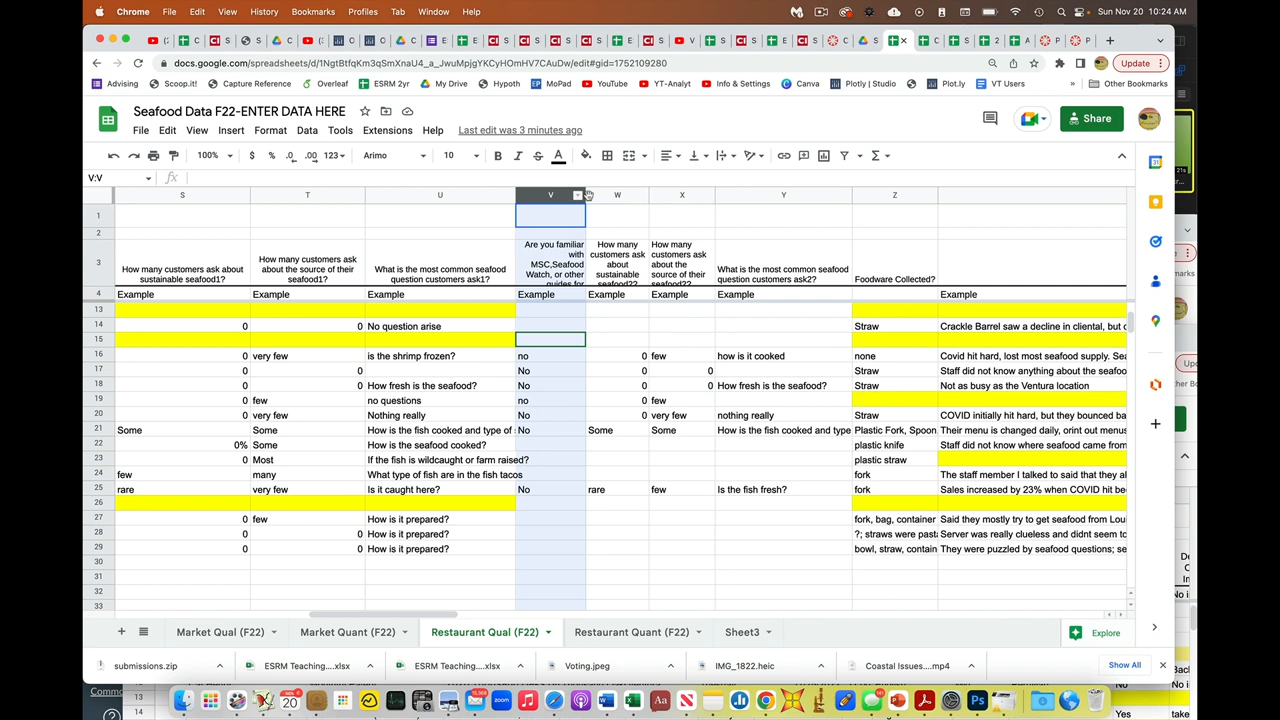 Chrome File Edit View History Bookmarks Profiles Tab Window Help Sun Nov 20 10:24 AM
docs.google.com/spreadsheets/d/1NgtBtfqKm3qSmXnaU4_a_JwuMpjgYKCyHOmHV7CAuDw/edit#gid=1752109280 Update
Advising Scoop.it! Capture Reference Overleaf ESRM 2yr My Drive Hypoth MoPad YouTube YT-Analyt Info & Settings Canva Plotly | Studio Plot.ly VT Users » Other Bookmarks
Seafood Data F22-ENTER DATA HERE
File Edit View Insert Format Data Tools Extensions Help Last edit was 3 minutes ago
Share
100% $ % .0 .00 123 Arimo 10 B I S A
V:V fx
S T U V W X Y Z
1
2
3 How many customers ask about sustainable seafood1? How many customers ask about the source of their seafood1? What is the most common seafood question customers ask1? Are you familiar with MSC,Seafood Watch, or other guides for How many customers ask about sustainable seafood2? How many customers ask about the source of their seafood2? What is the most common seafood question customers ask2? Foodware Collected?
4 Example Example Example Example Example Example Example Example
13
14 0 0 No question arise Straw Crackle Barrel saw a decline in cliental, but c
15
16 0 very few is the shrimp frozen? no 0 few how is it cooked none Covid hit hard, lost most seafood supply. Sea
17 0 0 No 0 0 Straw Staff did not know anything about the seafoo
18 0 0 How fresh is the seafood? No 0 0 How fresh is the seafood? Straw Not as busy as the Ventura location
19 0 few no questions no 0 few
20 0 very few Nothing really No 0 very few nothing really Straw COVID initially hit hard, but they bounced ba
21 Some Some How is the fish cooked and type of No Some Some How is the fish cooked and type Plastic Fork, Spoon Their menu is changed daily, orint out menus
22 0% Some How is the seafood cooked? plastic knife Staff did not know where seafood came from
23 0 Most If the fish is wildcaught or farm raised? plastic straw
24 few many What type of fish are in the fish tacos fork The staff member I talked to said that they al
25 rare very few Is it caught here? No rare few Is the fish fresh? fork Sales increased by 23% when COVID hit be
26
27 0 few How is it prepared? fork, bag, container Said they mostly try to get seafood from Lou
28 0 0 How is it prepared? ?; straws were past Server was really clueless and didnt seem to
29 0 0 How is it prepared? bowl, straw, contain They were puzzled by seafood questions; se
30
31
32
33
Market Qual (F22) Market Quant (F22) Restaurant Qual (F22) Restaurant Quant (F22) Sheet3 Explore
submissions.zip ESRM Teaching....xlsx ESRM Teaching....xlsx Voting.jpeg IMG_1822.heic Coastal Issues....mp4 Show All
Commo
13
14 Yes take
No